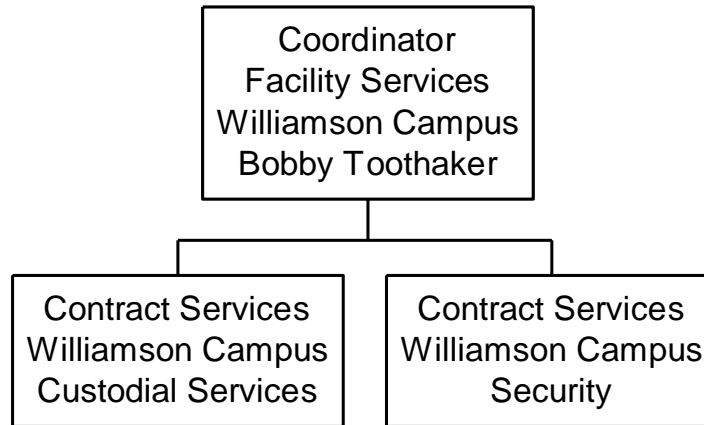 Coordinator
Facility Services
Williamson Campus
Bobby Toothaker
Contract Services
Williamson Campus
Custodial Services
Contract Services
Williamson Campus
Security